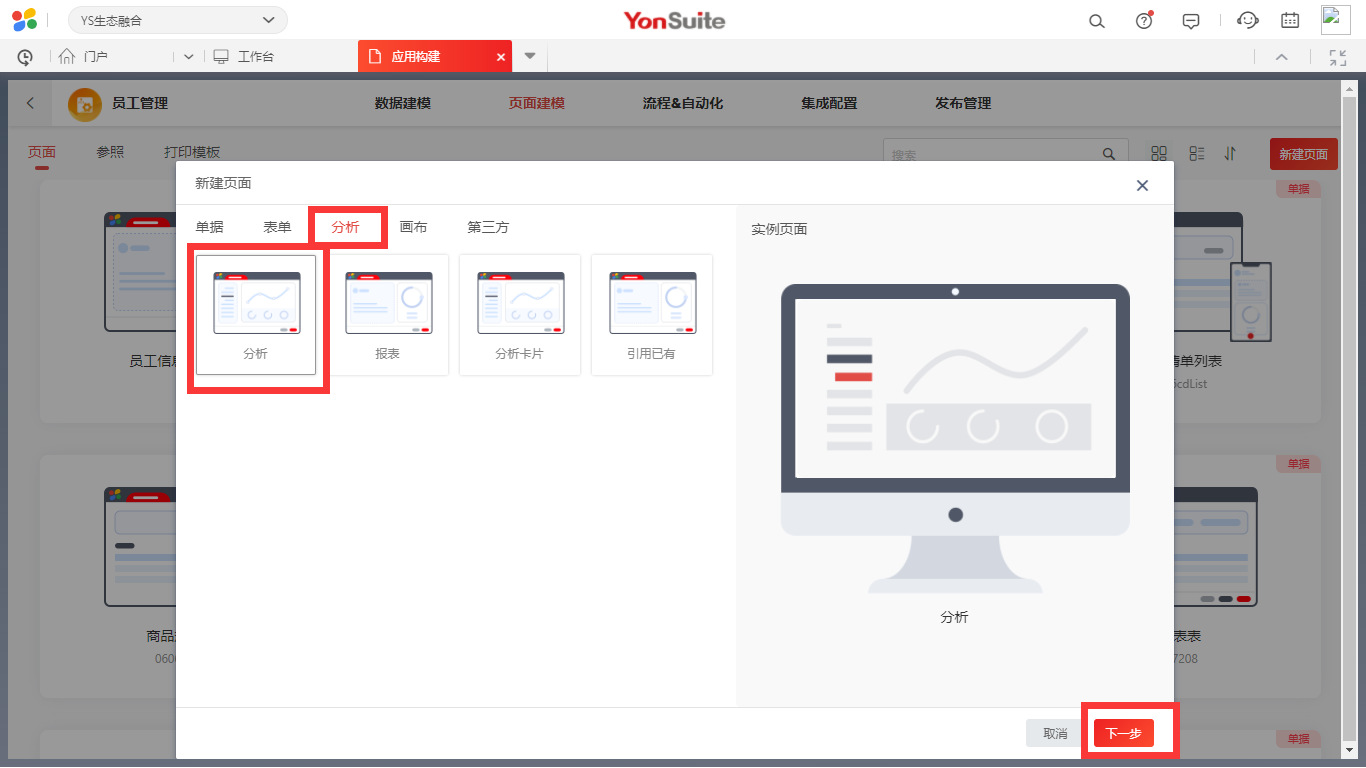 YS生态融合
YonSuite
门户
工作台
应用构建
员工管理
数据建模
页面建模
流程&自动化
集成配置
发布管理
页面
参照
打印模板
搜索
新建页面
新建页面
单据
表单
分析
画布
第三方
实例页面
单据
分析
报表
分析卡片
引用已有
员工信息
清单列表
cdList
单据
分析
商品
060
表表
7208
取消
下一步
单据